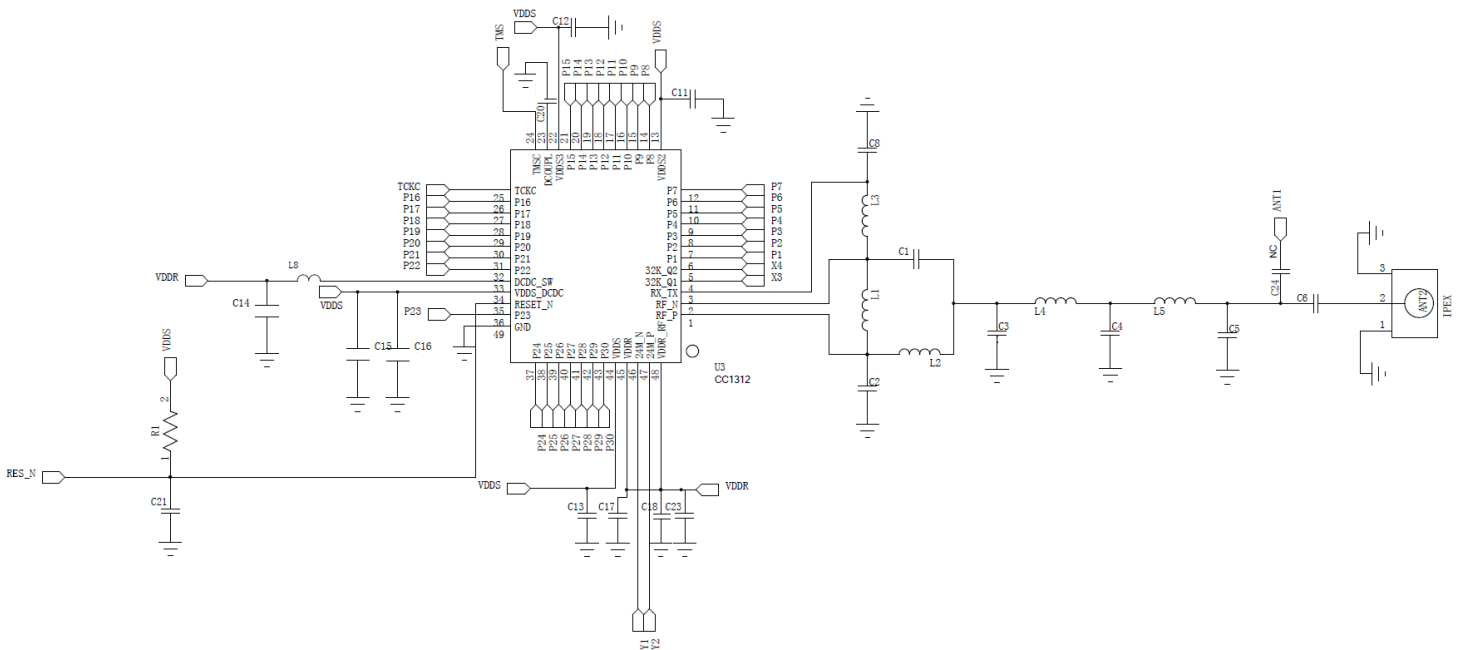 VDDS
C12
TMS
VDDS
P15
P14
P13
P12
P11
P10
P9
P8
C20
C11
24
23
22
21
20
19
18
17
16
15
14
13
TMSC
DCOUPL
VDDS3
P15
P14
P13
P12
P11
P10
P9
P8
VDDS2
C8
TCKC
P16
P17
P18
P19
P20
P21
P22
25
26
27
28
29
30
31
32
33
34
35
36
49
TCKC
P16
P17
P18
P19
P20
P21
P22
DCDC_SW
VDDS_DCDC
RESET_N
P23
GND
P7
P6
P5
P4
P3
P2
P1
32K_Q2
32K_Q1
RX_TX
RF_N
RF_P
12
11
10
9
8
7
6
5
4
3
2
1
P7
P6
P5
P4
P3
P2
P1
X4
X3
L3
C1
L1
L2
C2
ANT1
NC
C24
C6
3
2
1
ANT2
IPEX
C3
L4
C4
L5
C5
VDDR
L8
C14
VDDS
P23
C15
C16
VDDS
2
R1
1
RES_N
C21
P24
P25
P26
P27
P28
P29
P30
VDDS
VDDR
24M_N
24M_P
VDDR_RF
U3
CC1312
37
38
39
40
41
42
43
44
45
46
47
48
P24
P25
P26
P27
P28
P29
P30
VDDS
VDDR
C13
C17
C18
C23
Y1
Y2